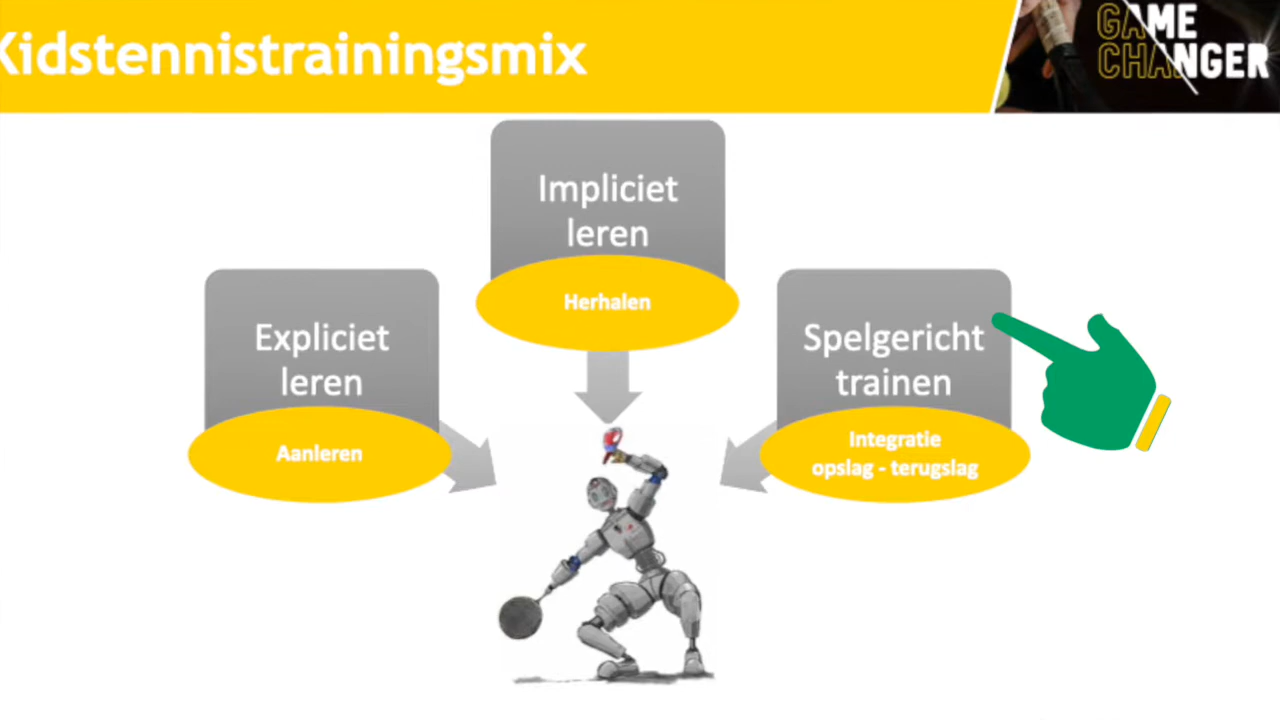 Kidstennistrainingsmix
GAME
CHANGER
Impliciet
leren
Herhalen
Expliciet
leren
Aanleren
Spelgericht
trainen
Integratie
opslag - terugslag